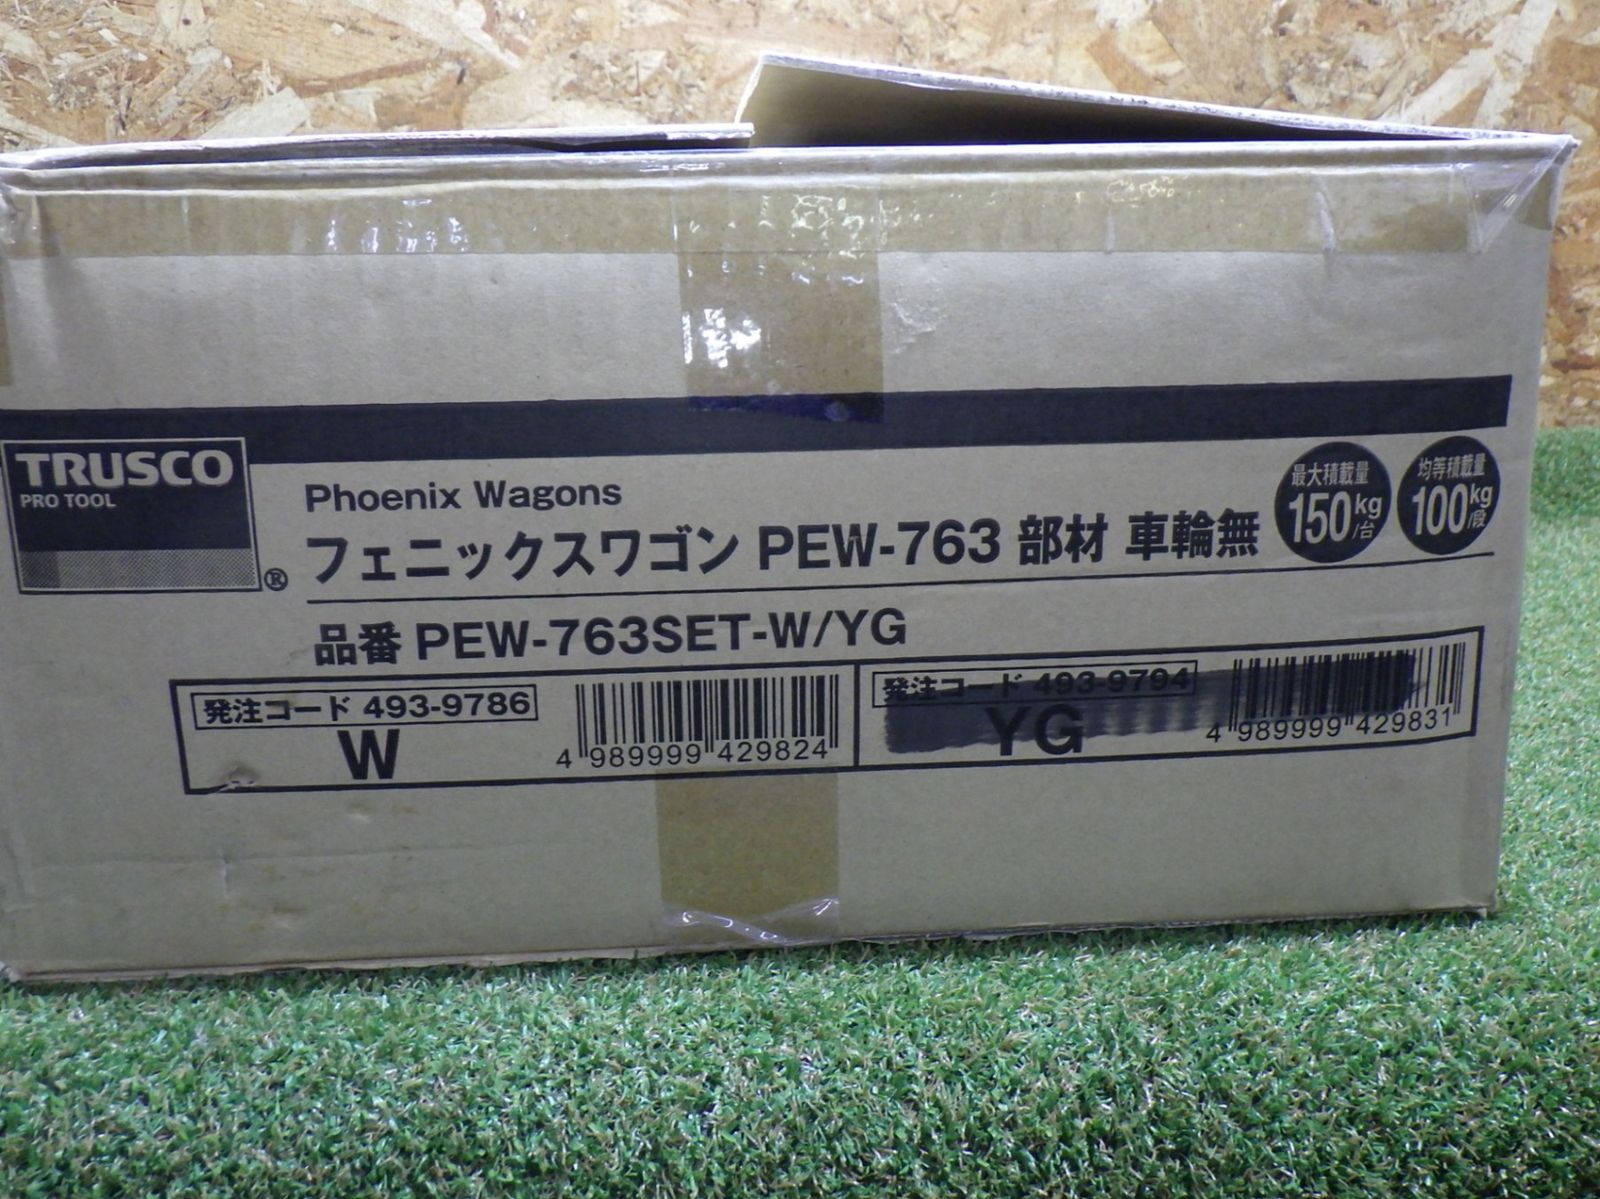 TRUSCO
PRO TOOL
®
Phoenix Wagons
フェニックスワゴン PEW-763 部材 車輪無
最大積載量
150kg/台
均等積載量
100kg/段
品番 PEW-763SET-W/YG
発注コード 493-9786
W
4 989999 429824
発注コード 493-9794
YG
4 989999 429831